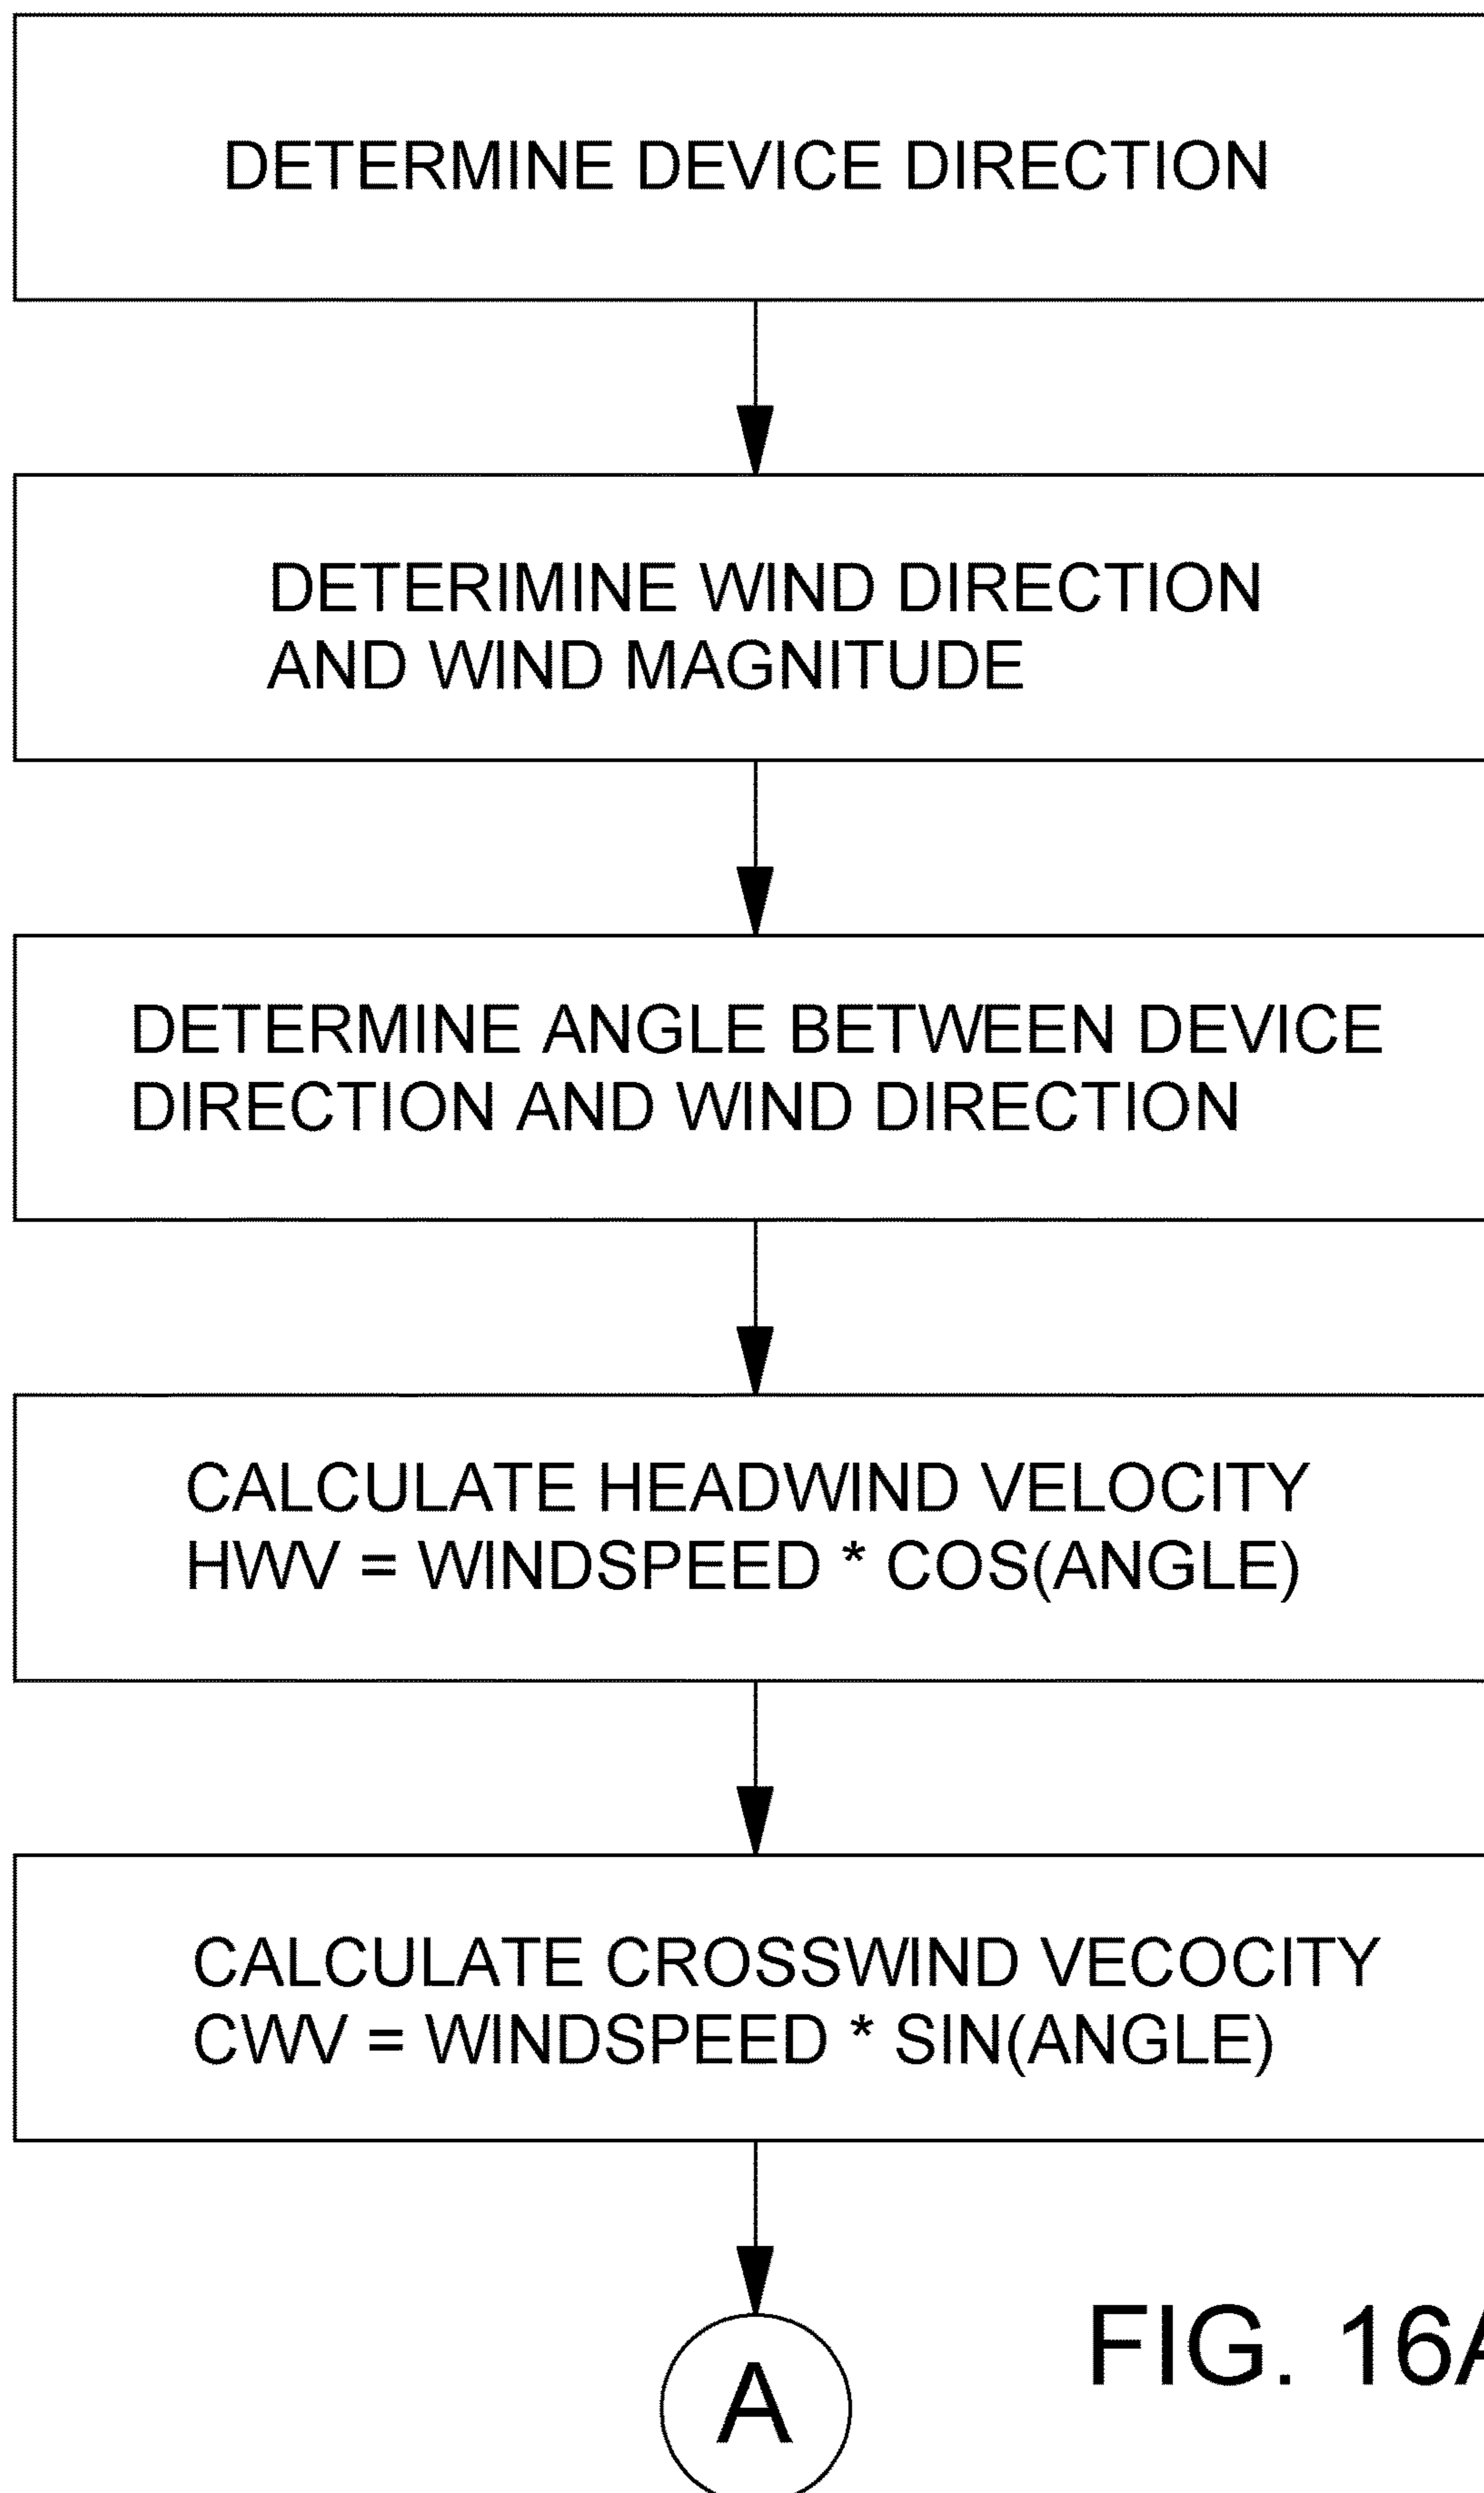 DETERMINE DEVICE DIRECTION
DETERIMINE WIND DIRECTION
AND WIND MAGNITUDE
DETERMINE ANGLE BETWEEN DEVICE
DIRECTION AND WIND DIRECTION
CALCULATE HEADWIND VELOCITY
HWV = WINDSPEED * COS(ANGLE)
CALCULATE CROSSWIND VECOCITY
CWV = WINDSPEED * SIN(ANGLE)
A
FIG. 16A